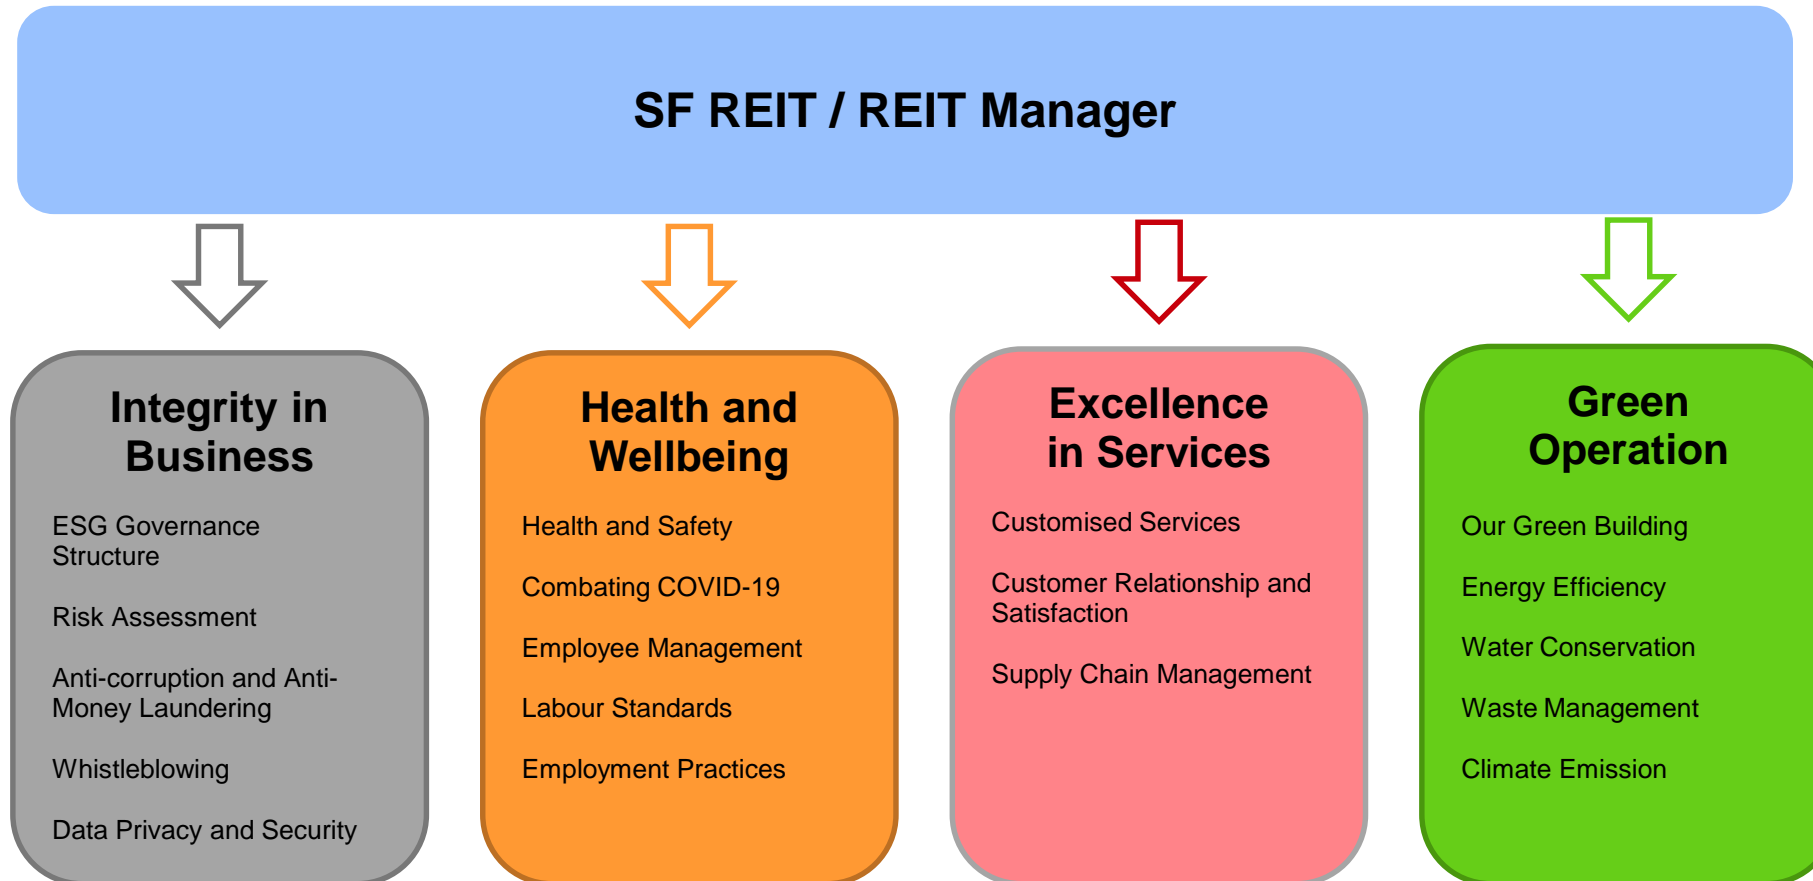 SF REIT / REIT Manager
Integrity in
Business
ESG Governance
Structure
Risk Assessment
Anti-corruption and Anti-
Money Laundering
Whistleblowing
Data Privacy and Security
Health and
Wellbeing
Health and Safety
Combating COVID-19
Employee Management
Labour Standards
Employment Practices
Excellence
in Services
Customised Services
Customer Relationship and
Satisfaction
Supply Chain Management
Green
Operation
Our Green Building
Energy Efficiency
Water Conservation
Waste Management
Climate Emission